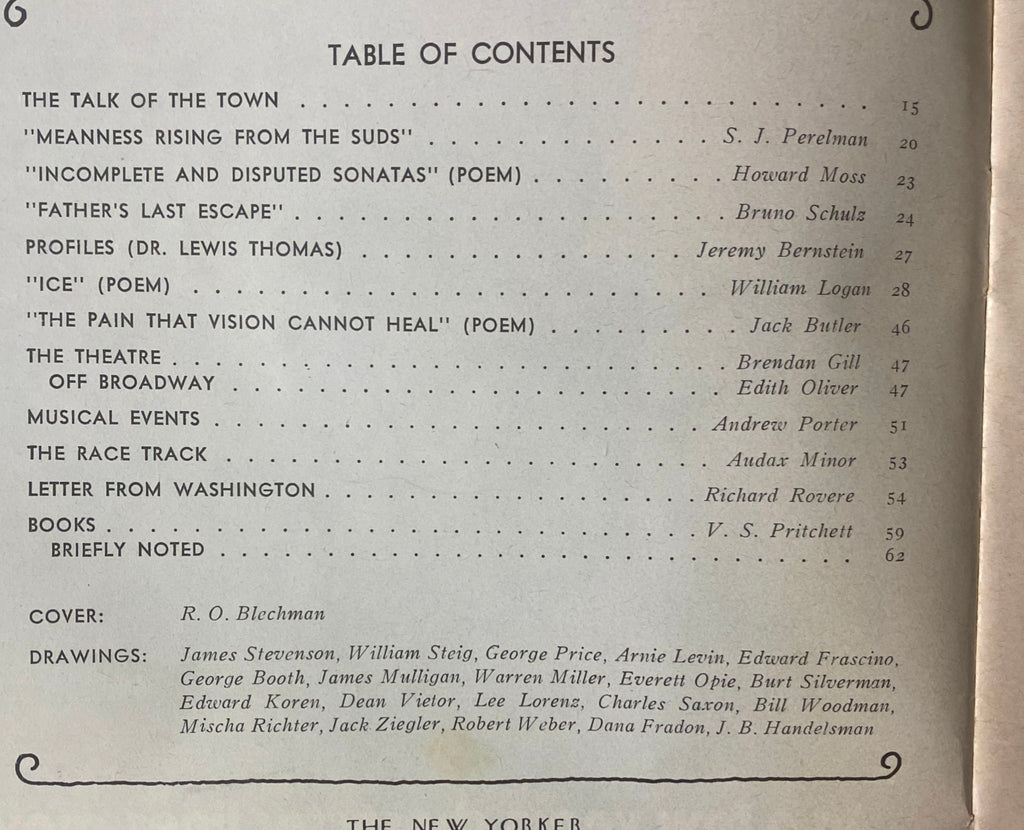 TABLE OF CONTENTS
THE TALK OF THE TOWN . . . . . . . . . . . . . . . . . . . . . . . . . . 15
"MEANNESS RISING FROM THE SUDS" . . . . . . . . . . . . . S. J. Perelman 20
"INCOMPLETE AND DISPUTED SONATAS" (POEM) . . . . . . . . Howard Moss 23
"FATHER'S LAST ESCAPE" . . . . . . . . . . . . . . . . . . . Bruno Schulz 24
PROFILES (DR. LEWIS THOMAS) . . . . . . . . . . . . . . Jeremy Bernstein 27
"ICE" (POEM) . . . . . . . . . . . . . . . . . . . . . William Logan 28
"THE PAIN THAT VISION CANNOT HEAL" (POEM) . . . . . . . . Jack Butler 46
THE THEATRE . . . . . . . . . . . . . . . . . . . . . . Brendan Gill 47
OFF BROADWAY . . . . . . . . . . . . . . . . . . . . Edith Oliver 47
MUSICAL EVENTS . . . . . . . . . . . . . . . . . . . . Andrew Porter 51
THE RACE TRACK . . . . . . . . . . . . . . . . . . . . Audax Minor 53
LETTER FROM WASHINGTON . . . . . . . . . . . . . . . . Richard Rovere 54
BOOKS . . . . . . . . . . . . . . . . . . . . . . . . V. S. Pritchett 59
BRIEFLY NOTED . . . . . . . . . . . . . . . . . . . . . . . . 62
COVER: R. O. Blechman
DRAWINGS: James Stevenson, William Steig, George Price, Arnie Levin, Edward Frascino,
George Booth, James Mulligan, Warren Miller, Everett Opie, Burt Silverman,
Edward Koren, Dean Vietor, Lee Lorenz, Charles Saxon, Bill Woodman,
Mischa Richter, Jack Ziegler, Robert Weber, Dana Fradon, J. B. Handelsman
THE NEW YORKER